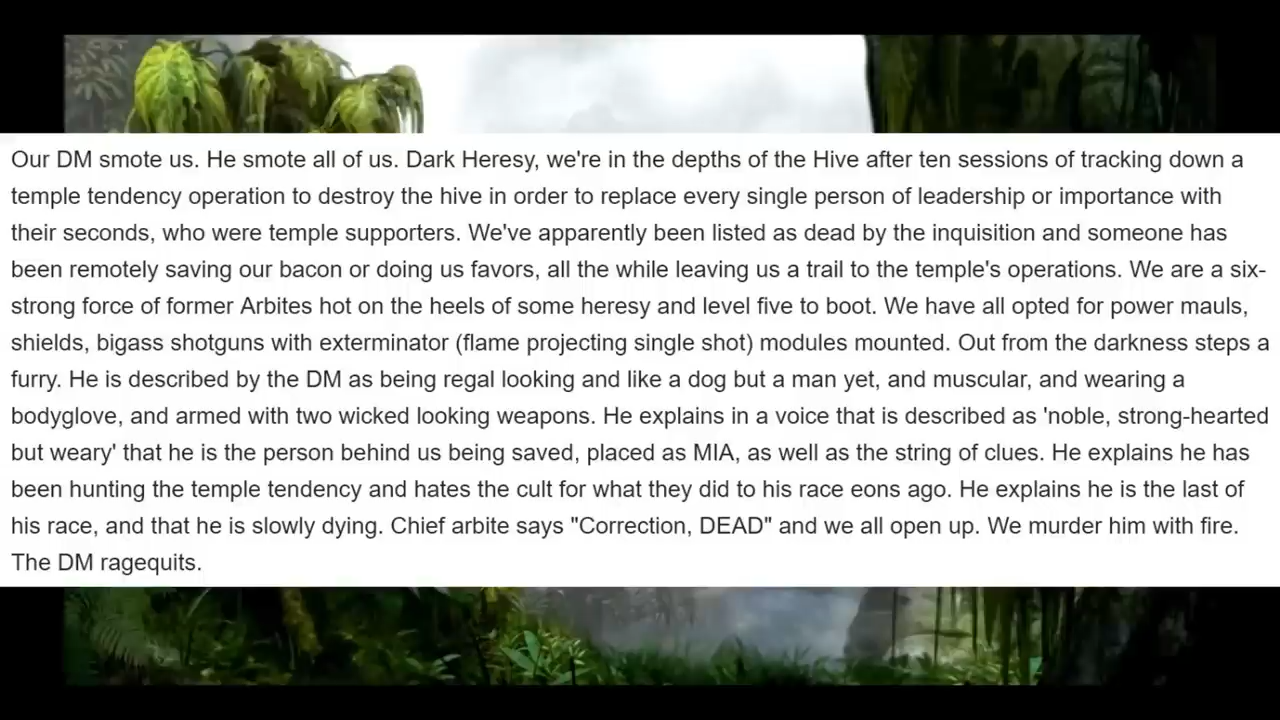 Our DM smote us. He smote all of us. Dark Heresy, we're in the depths of the Hive after ten sessions of tracking down a
temple tendency operation to destroy the hive in order to replace every single person of leadership or importance with
their seconds, who were temple supporters. We've apparently been listed as dead by the inquisition and someone has
been remotely saving our bacon or doing us favors, all the while leaving us a trail to the temple's operations. We are a six-
strong force of former Arbites hot on the heels of some heresy and level five to boot. We have all opted for power mauls,
shields, bigass shotguns with exterminator (flame projecting single shot) modules mounted. Out from the darkness steps a
furry. He is described by the DM as being regal looking and like a dog but a man yet, and muscular, and wearing a
bodyglove, and armed with two wicked looking weapons. He explains in a voice that is described as 'noble, strong-hearted
but weary' that he is the person behind us being saved, placed as MIA, as well as the string of clues. He explains he has
been hunting the temple tendency and hates the cult for what they did to his race eons ago. He explains he is the last of
his race, and that he is slowly dying. Chief arbite says "Correction, DEAD" and we all open up. We murder him with fire.
The DM ragequits.